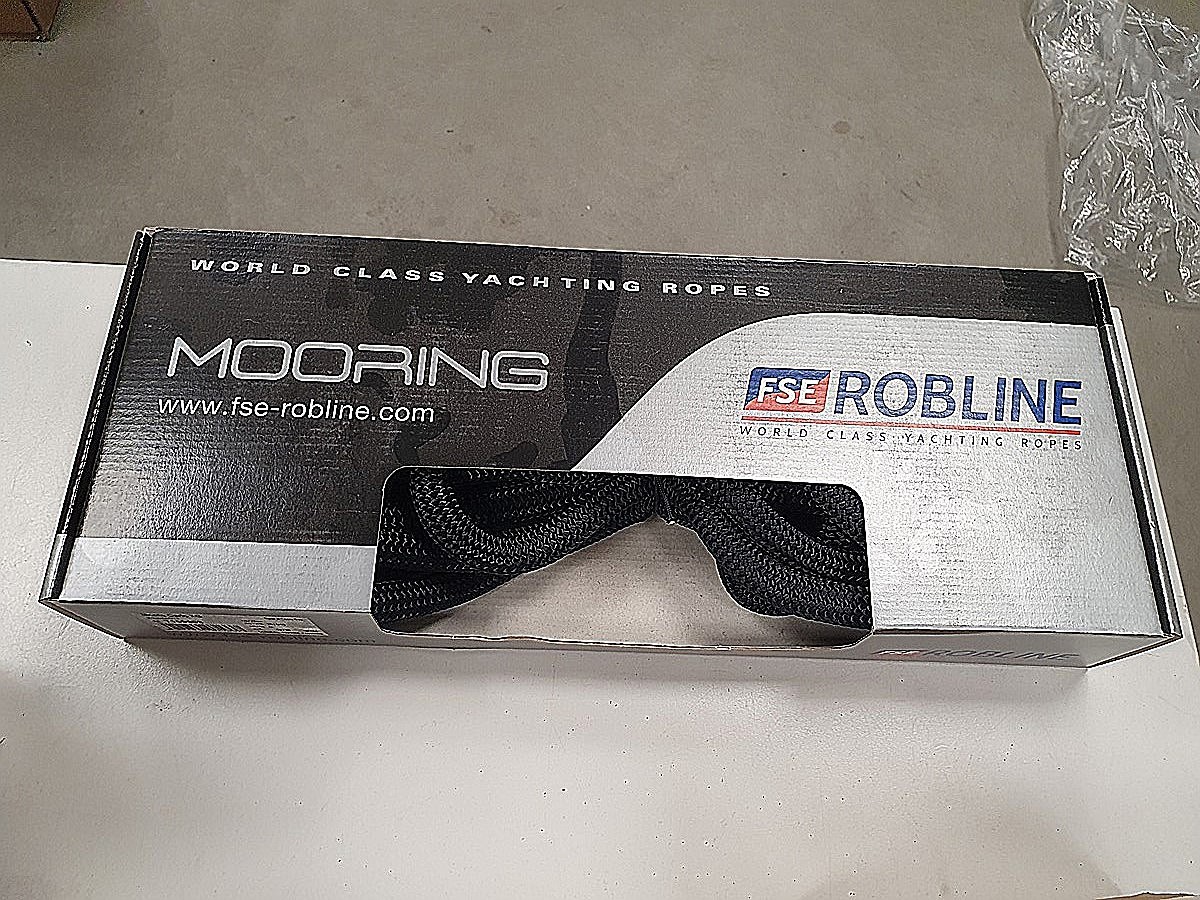 WORLD CLASS YACHTING ROPES
MOORING
www.fse-robline.com
FSE ROBLINE
WORLD CLASS YACHTING ROPES
FSE ROBLINE